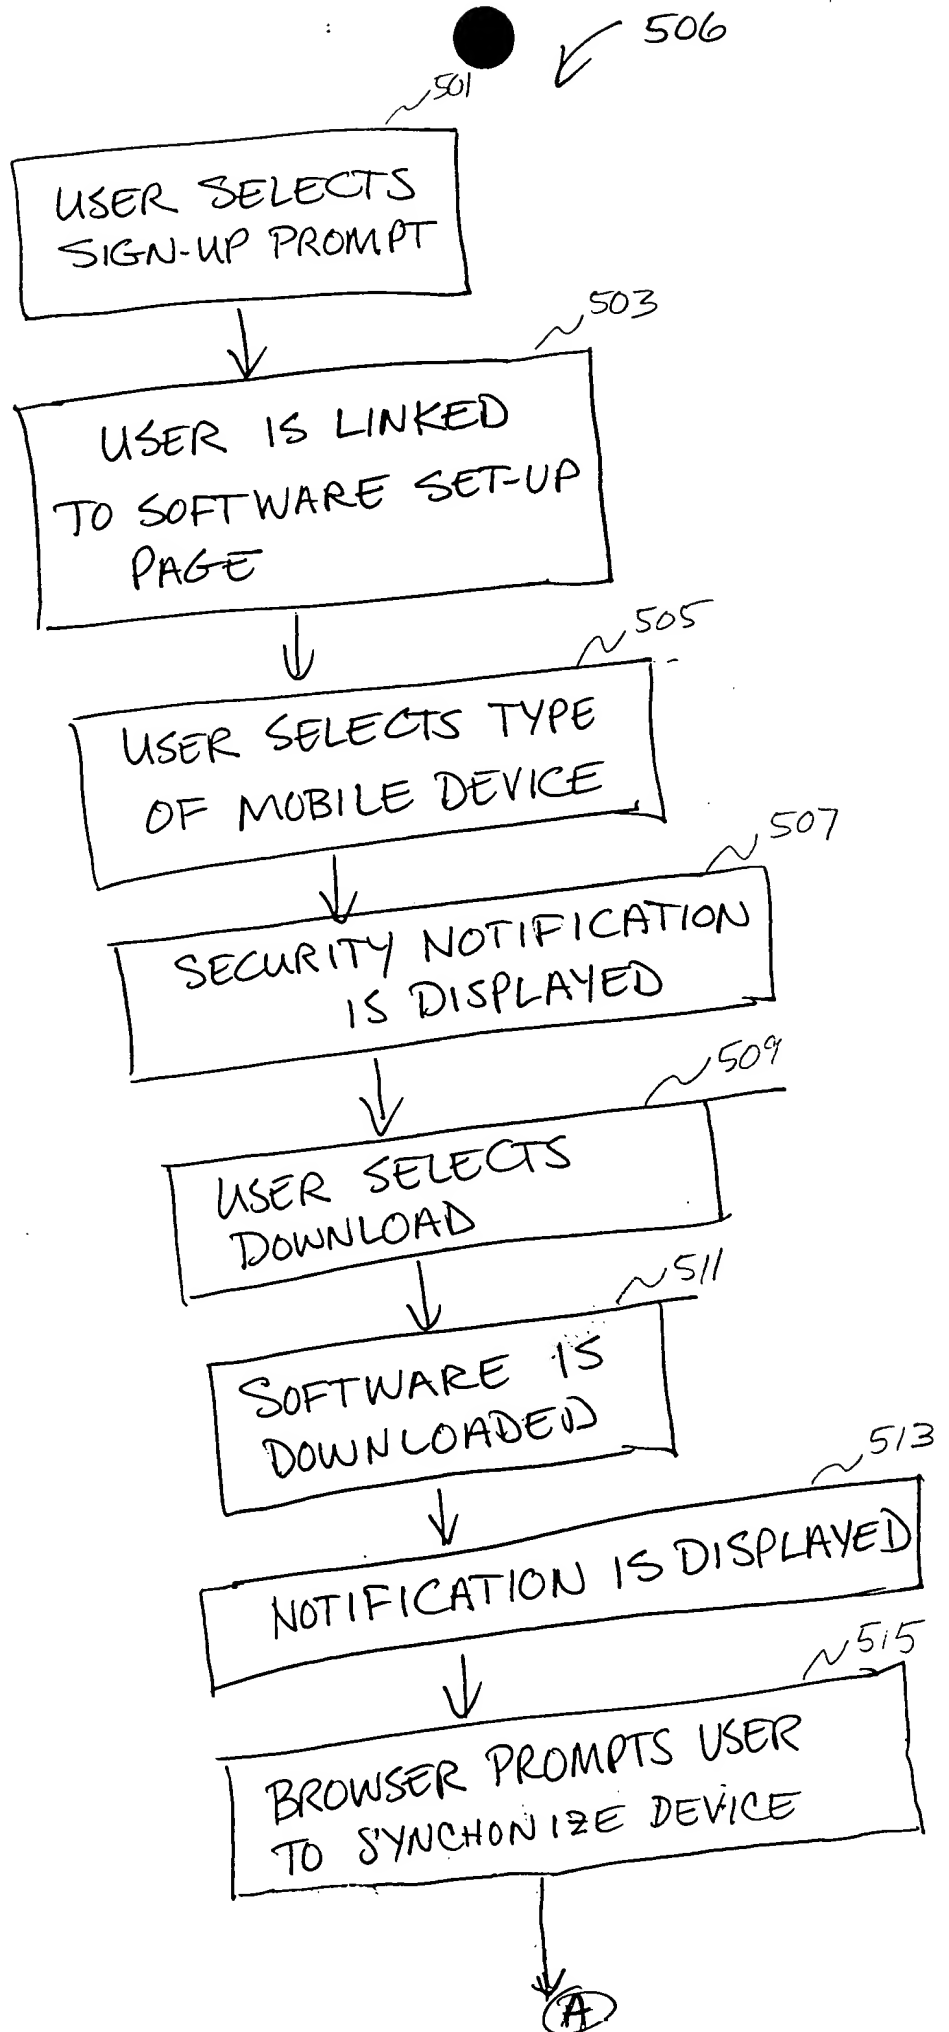 506
501
USER SELECTS
SIGN-UP PROMPT
503
USER IS LINKED
TO SOFTWARE SET-UP
PAGE
505
USER SELECTS TYPE
OF MOBILE DEVICE
507
SECURITY NOTIFICATION
IS DISPLAYED
509
USER SELECTS
DOWNLOAD
511
SOFTWARE IS
DOWNLOADED
513
NOTIFICATION IS DISPLAYED
515
BROWSER PROMPTS USER
TO SYNCHONIZE DEVICE
A